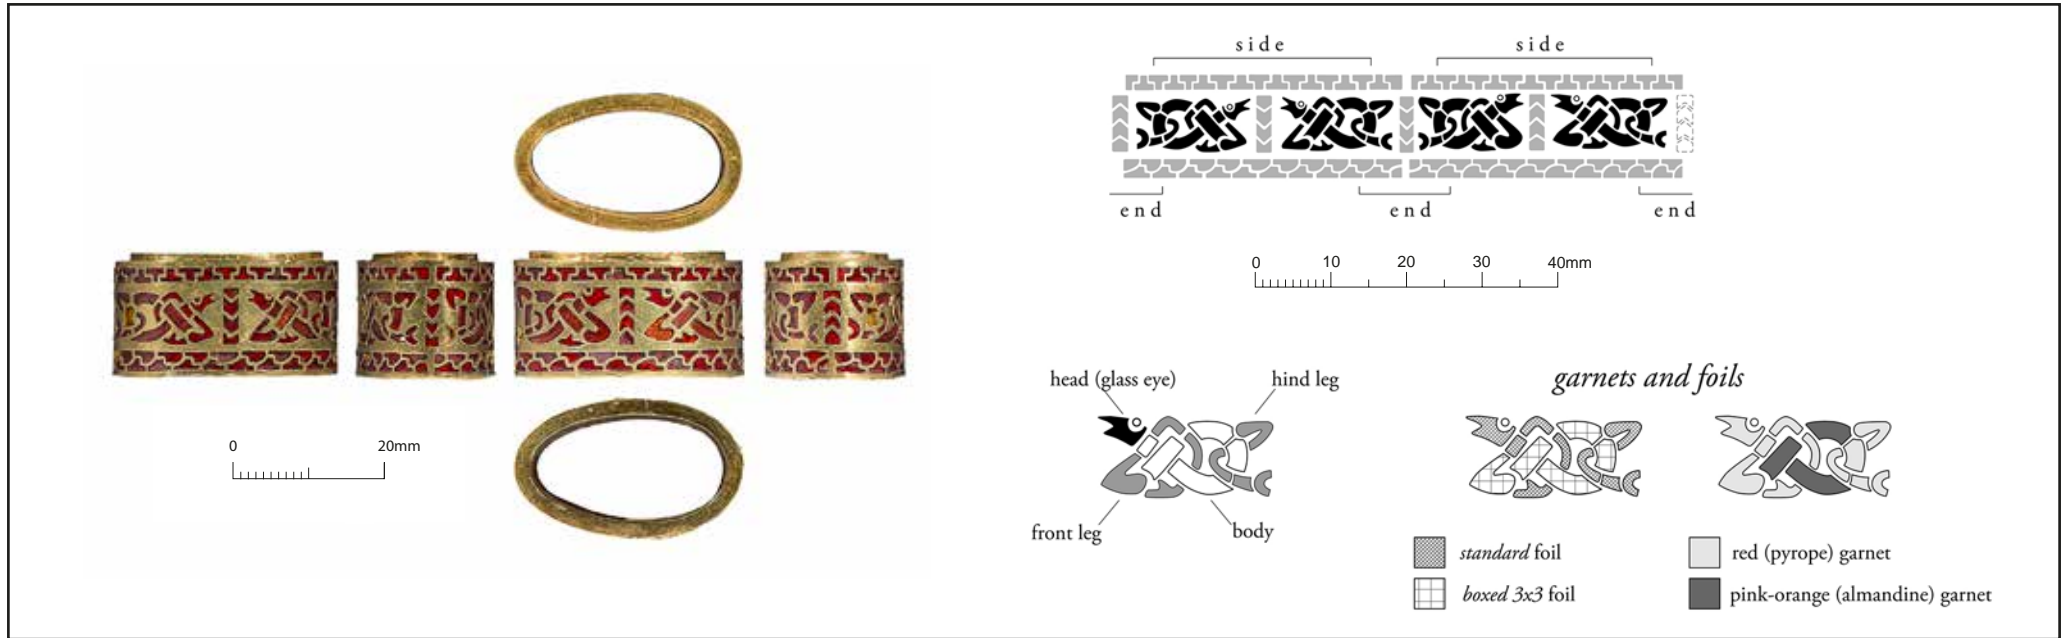 side side
end end end
0 10 20 30 40mm
0 20mm
head (glass eye)
hind leg
front leg
body
garnets and foils
standard foil
boxed 3x3 foil
red (pyrope) garnet
pink-orange (almandine) garnet